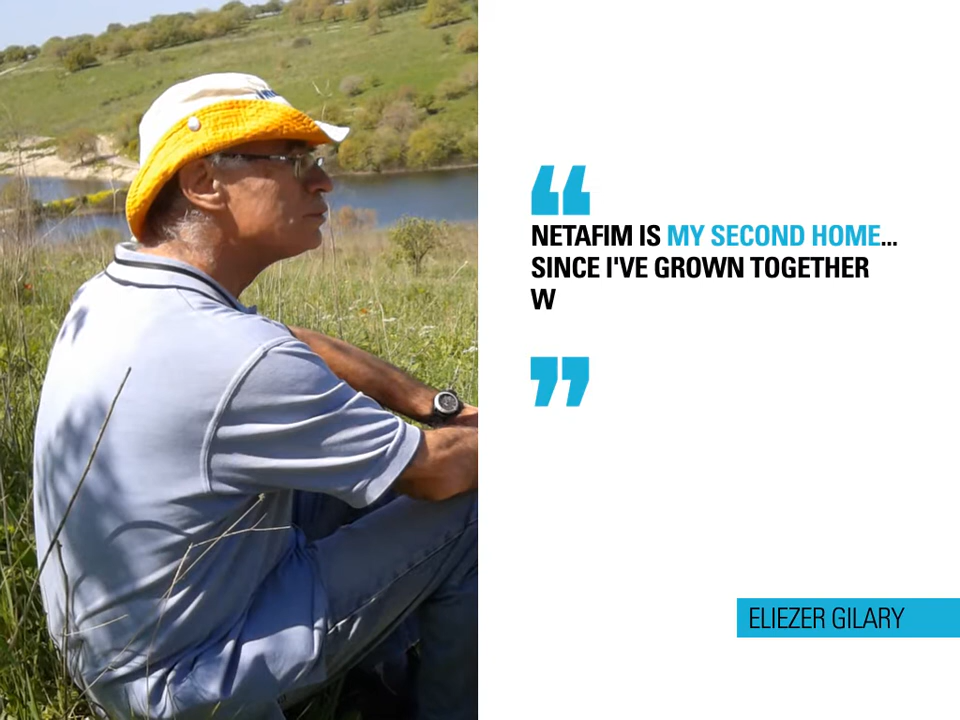 “
NETAFIM IS MY SECOND HOME...
SINCE I'VE GROWN TOGETHER
W
”
ELIEZER GILARY